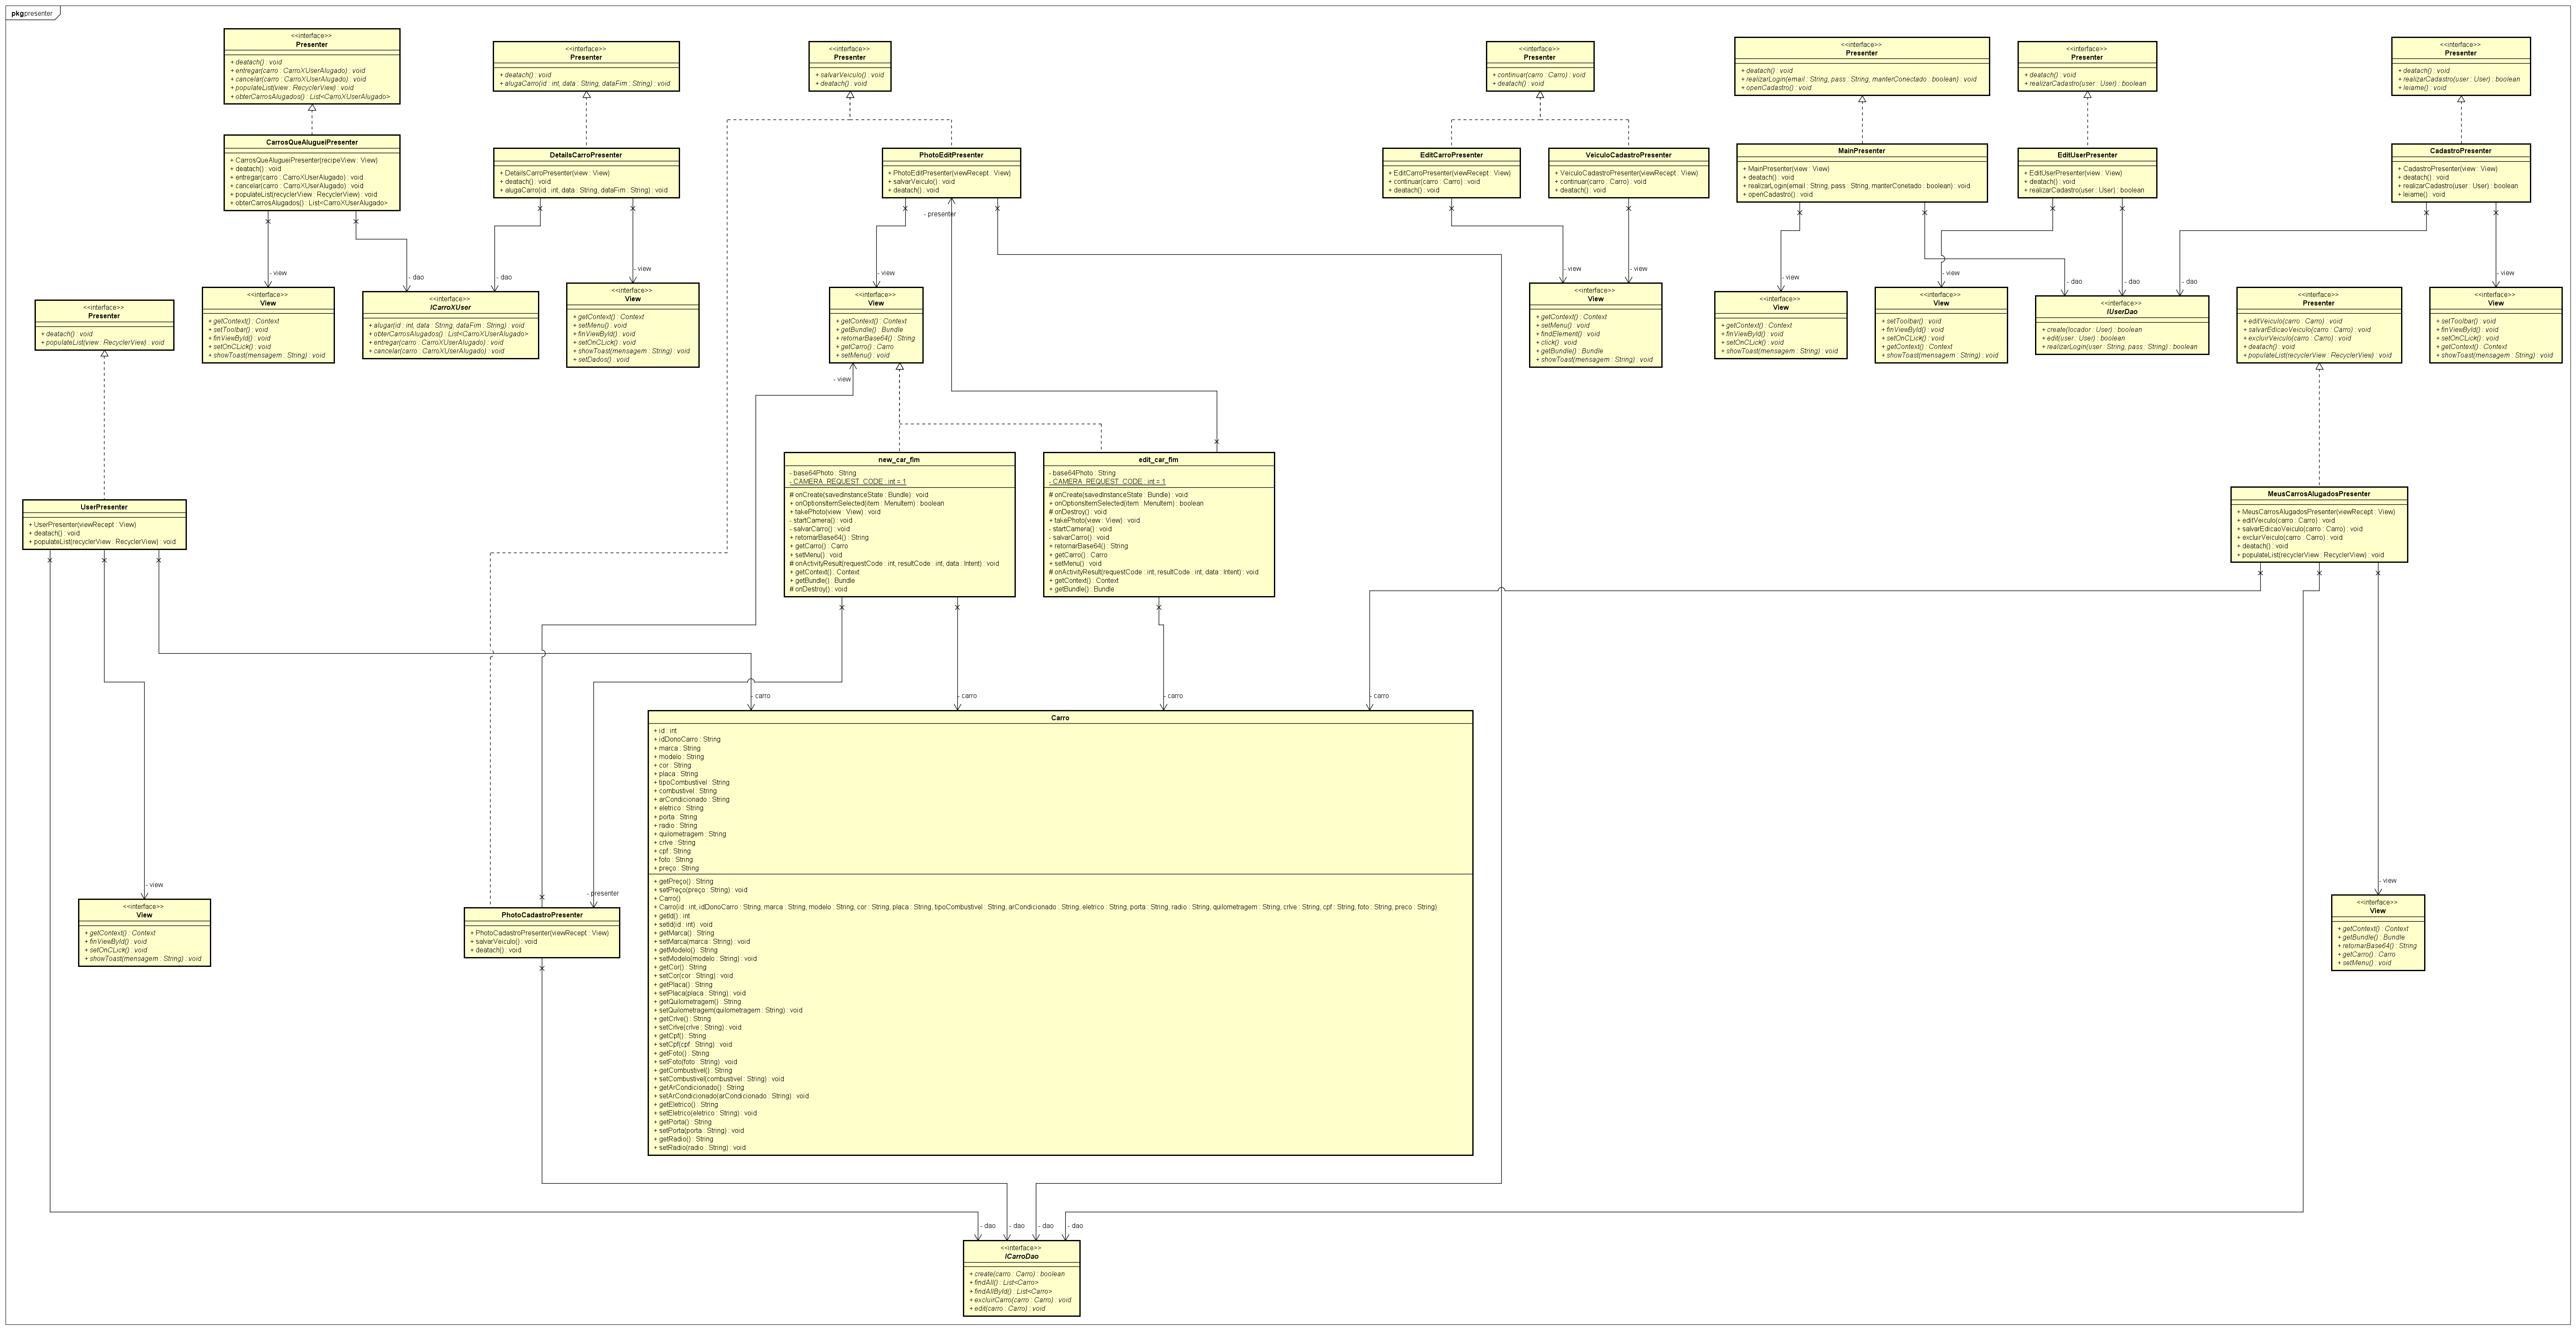 pkg presenter
<<interface>>
Presenter
+ deatach() : void
+ entregar(carro : CarroXUserAlugado) : void
+ cancelar(carro : CarroXUserAlugado) : void
+ populateList(view : RecyclerView) : void
+ obterCarrosAlugados() : List<CarroXUserAlugado>
<<interface>>
Presenter
+ deatach() : void
+ alugaCarro(id : int, data : String, dataFim : String) : void
<<interface>>
Presenter
+ salvarVeiculo() : void
+ deatach() : void
<<interface>>
Presenter
+ continuar(carro : Carro) : void
+ deatach() : void
<<interface>>
Presenter
+ deatach() : void
+ realizarLogin(email : String, pass : String, manterConectado : boolean) : void
+ openCadastro() : void
<<interface>>
Presenter
+ deatach() : void
+ realizarCadastro(user : User) : boolean
<<interface>>
Presenter
+ deatach() : void
+ realizarCadastro(user : User) : boolean
+ leiame() : void
CarrosQueAlugueiPresenter
+ CarrosQueAlugueiPresenter(recipeView : View)
+ deatach() : void
+ entregar(carro : CarroXUserAlugado) : void
+ cancelar(carro : CarroXUserAlugado) : void
+ populateList(recyclerView : RecyclerView) : void
+ obterCarrosAlugados() : List<CarroXUserAlugado>
DetailsCarroPresenter
+ DetailsCarroPresenter(view : View)
+ deatach() : void
+ alugaCarro(id : int, data : String, dataFim : String) : void
PhotoEditPresenter
+ PhotoEditPresenter(viewRecept : View)
+ salvarVeiculo() : void
+ deatach() : void
EditCarroPresenter
+ EditCarroPresenter(viewRecept : View)
+ continuar(carro : Carro) : void
+ deatach() : void
VeiculoCadastroPresenter
+ VeiculoCadastroPresenter(viewRecept : View)
+ continuar(carro : Carro) : void
+ deatach() : void
MainPresenter
+ MainPresenter(view : View)
+ deatach() : void
+ realizarLogin(email : String, pass : String, manterConetado : boolean) : void
+ openCadastro() : void
EditUserPresenter
+ EditUserPresenter(view : View)
+ deatach() : void
+ realizarCadastro(user : User) : boolean
CadastroPresenter
+ CadastroPresenter(view : View)
+ deatach() : void
+ realizarCadastro(user : User) : boolean
+ leiame() : void
- presenter
- view
- dao
- dao
- view
- view
- view
- view
- view
- view
- dao
- dao
- dao
- view
<<interface>>
Presenter
+ deatach() : void
+ populateList(view : RecyclerView) : void
<<interface>>
View
+ getContext() : Context
+ setToolbar() : void
+ finViewById() : void
+ setOnCLick() : void
+ showToast(mensagem : String) : void
<<interface>>
ICarroXUser
+ alugar(id : int, data : String, dataFim : String) : void
+ obterCarrosAlugados() : List<CarroXUserAlugado>
+ entregar(carro : CarroXUserAlugado) : void
+ cancelar(carro : CarroXUserAlugado) : void
<<interface>>
View
+ getContext() : Context
+ setMenu() : void
+ finViewById() : void
+ setOnCLick() : void
+ showToast(mensagem : String) : void
+ setDados() : void
<<interface>>
View
+ getContext() : Context
+ getBundle() : Bundle
+ retornarBase64() : String
+ getCarro() : Carro
+ setMenu() : void
<<interface>>
View
+ getContext() : Context
+ setMenu() : void
+ findElement() : void
+ click() : void
+ getBundle() : Bundle
+ showToast(mensagem : String) : void
<<interface>>
View
+ getContext() : Context
+ finViewById() : void
+ setOnCLick() : void
+ showToast(mensagem : String) : void
<<interface>>
View
+ setToolbar() : void
+ finViewById() : void
+ setOnCLick() : void
+ getContext() : Context
+ showToast(mensagem : String) : void
<<interface>>
IUserDao
+ create(locador : User) : boolean
+ edit(user : User) : boolean
+ realizarLogin(user : String, pass : String) : boolean
<<interface>>
Presenter
+ editVeiculo(carro : Carro) : void
+ salvarEdicaoVeiculo(carro : Carro) : void
+ excluirVeiculo(carro : Carro) : void
+ deatach() : void
+ populateList(recyclerView : RecyclerView) : void
<<interface>>
View
+ setToolbar() : void
+ finViewById() : void
+ setOnCLick() : void
+ getContext() : Context
+ showToast(mensagem : String) : void
- view
new_car_fim
- base64Photo : String
- CAMERA_REQUEST_CODE : int = 1
# onCreate(savedInstanceState : Bundle) : void
+ onOptionsItemSelected(item : MenuItem) : boolean
+ takePhoto(view : View) : void
- startCamera() : void
- salvarCarro() : void
+ retornarBase64() : String
+ getCarro() : Carro
+ setMenu() : void
# onActivityResult(requestCode : int, resultCode : int, data : Intent) : void
+ getContext() : Context
+ getBundle() : Bundle
# onDestroy() : void
edit_car_fim
- base64Photo : String
- CAMERA_REQUEST_CODE : int = 1
# onCreate(savedInstanceState : Bundle) : void
+ onOptionsItemSelected(item : MenuItem) : boolean
# onDestroy() : void
+ takePhoto(view : View) : void
- startCamera() : void
- salvarCarro() : void
+ retornarBase64() : String
+ getCarro() : Carro
+ setMenu() : void
# onActivityResult(requestCode : int, resultCode : int, data : Intent) : void
+ getContext() : Context
+ getBundle() : Bundle
UserPresenter
+ UserPresenter(viewRecept : View)
+ deatach() : void
+ populateList(recyclerView : RecyclerView) : void
MeusCarrosAlugadosPresenter
+ MeusCarrosAlugadosPresenter(viewRecept : View)
+ editVeiculo(carro : Carro) : void
+ salvarEdicaoVeiculo(carro : Carro) : void
+ excluirVeiculo(carro : Carro) : void
+ deatach() : void
+ populateList(recyclerView : RecyclerView) : void
- carro
- carro
- carro
- carro
Carro
+ id : int
+ idDonoCarro : String
+ marca : String
+ modelo : String
+ cor : String
+ placa : String
+ tipoCombustivel : String
+ combustivel : String
+ arCondicionado : String
+ eletrico : String
+ porta : String
+ radio : String
+ quilometragem : String
+ crlve : String
+ cpf : String
+ foto : String
+ preço : String
+ getPreço() : String
+ setPreço(preço : String) : void
+ Carro()
+ Carro(id : int, idDonoCarro : String, marca : String, modelo : String, cor : String, placa : String, tipoCombustivel : String, arCondicionado : String, eletrico : String, porta : String, radio : String, quilometragem : String, crlve : String, cpf : String, foto : String, preco : String)
+ getId() : int
+ setId(id : int) : void
+ getMarca() : String
+ setMarca(marca : String) : void
+ getModelo() : String
+ setModelo(modelo : String) : void
+ getCor() : String
+ setCor(cor : String) : void
+ getPlaca() : String
+ setPlaca(placa : String) : void
+ getQuilometragem() : String
+ setQuilometragem(quilometragem : String) : void
+ getCrlve() : String
+ setCrlve(crlve : String) : void
+ getCpf() : String
+ setCpf(cpf : String) : void
+ getFoto() : String
+ setFoto(foto : String) : void
+ getCombustivel() : String
+ setCombustivel(combustivel : String) : void
+ getArCondicionado() : String
+ setArCondicionado(arCondicionado : String) : void
+ getEletrico() : String
+ setEletrico(eletrico : String) : void
+ getPorta() : String
+ setPorta(porta : String) : void
+ getRadio() : String
+ setRadio(radio : String) : void
- view
- presenter
- view
<<interface>>
View
+ getContext() : Context
+ finViewById() : void
+ setOnCLick() : void
+ showToast(mensagem : String) : void
PhotoCadastroPresenter
+ PhotoCadastroPresenter(viewRecept : View)
+ salvarVeiculo() : void
+ deatach() : void
<<interface>>
View
+ getContext() : Context
+ getBundle() : Bundle
+ retornarBase64() : String
+ getCarro() : Carro
+ setMenu() : void
- dao
- dao
- dao
- dao
<<interface>>
ICarroDao
+ create(carro : Carro) : boolean
+ findAll() : List<Carro>
+ findAllById() : List<Carro>
+ excluirCarro(carro : Carro) : void
+ edit(carro : Carro) : void